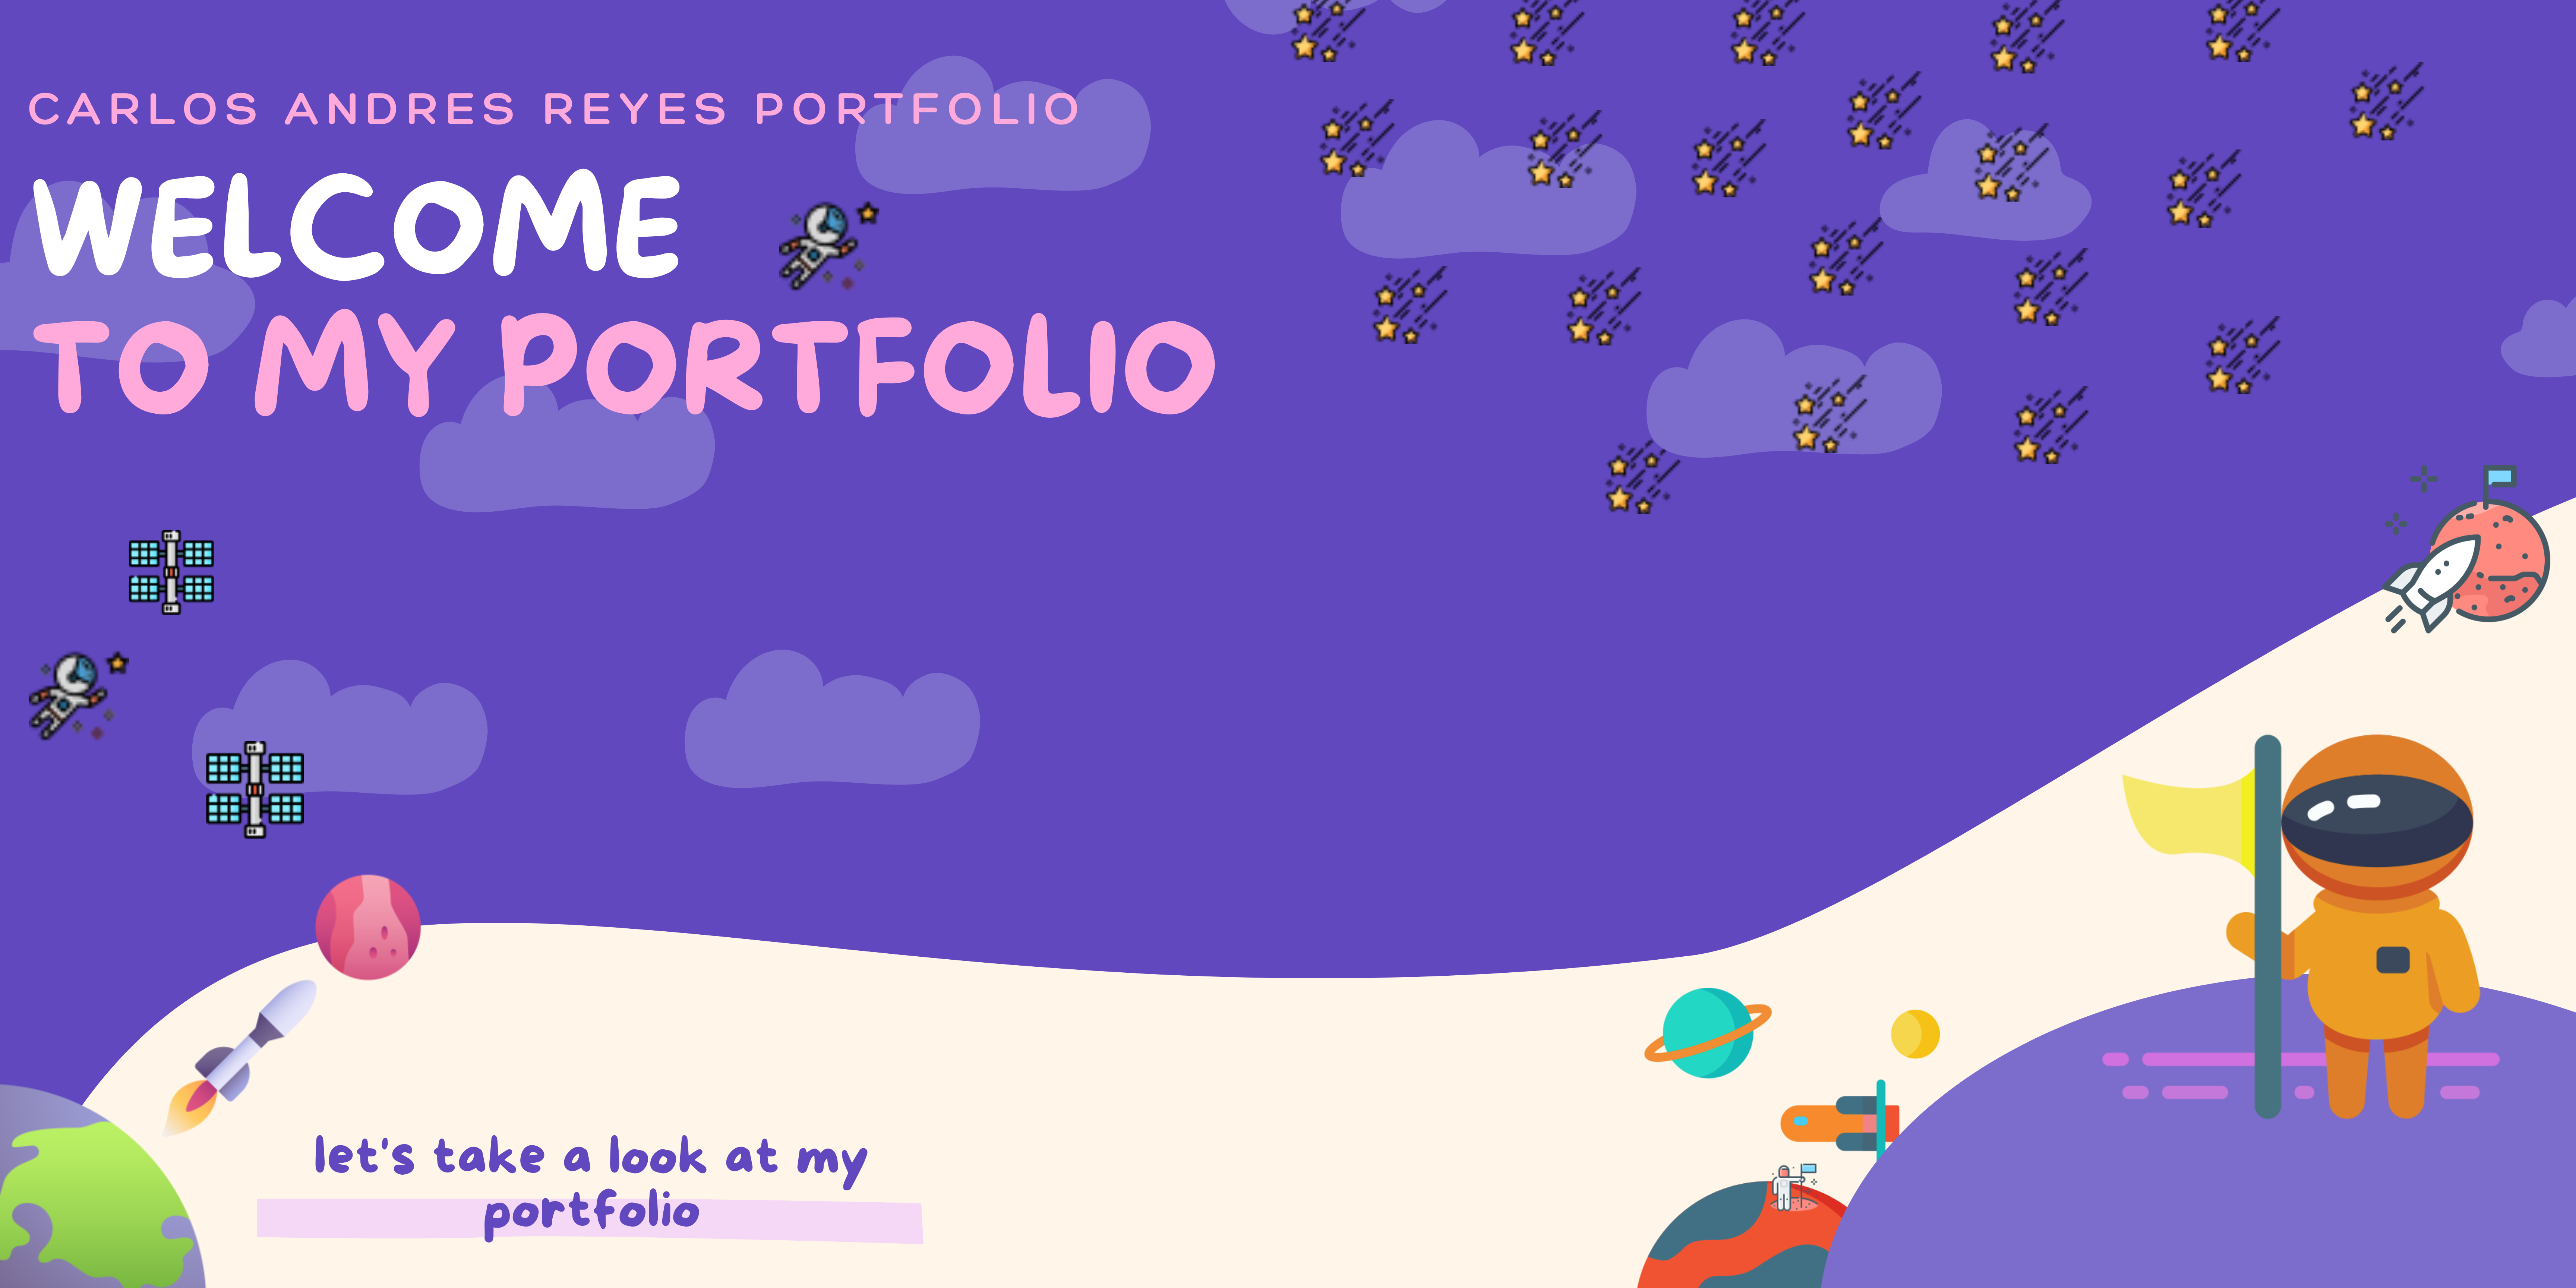 CARLOS ANDRES REYES PORTFOLIO
WELCOME
TO MY PORTFOLIO
let's take a look at my
portfolio